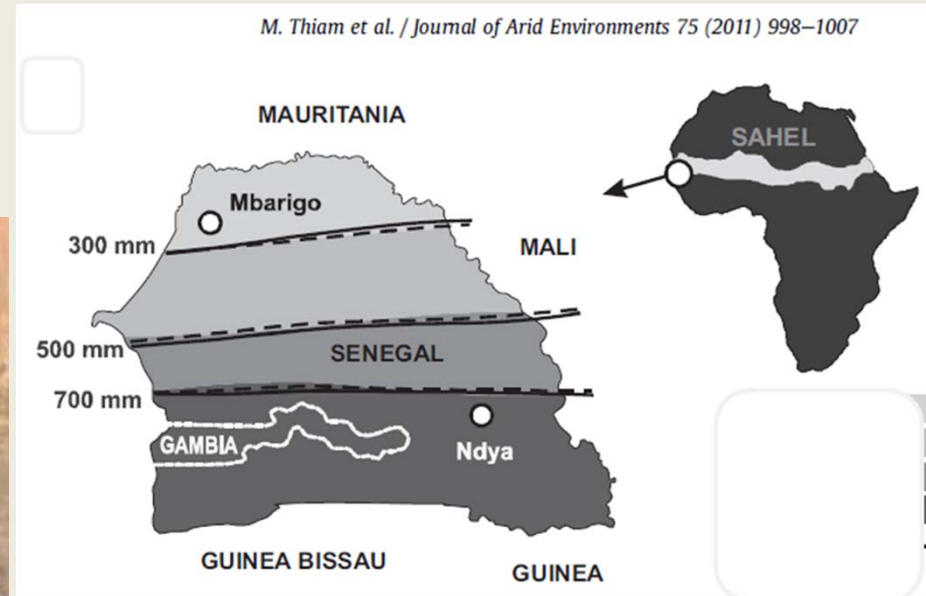 M. Thiam et al. / Journal of Arid Environments 75 (2011) 998–1007
MAURITANIA
SAHEL
Mbarigo
300 mm
MALI
500 mm
SENEGAL
700 mm
GAMBIA
Ndya
GUINEA BISSAU
GUINEA